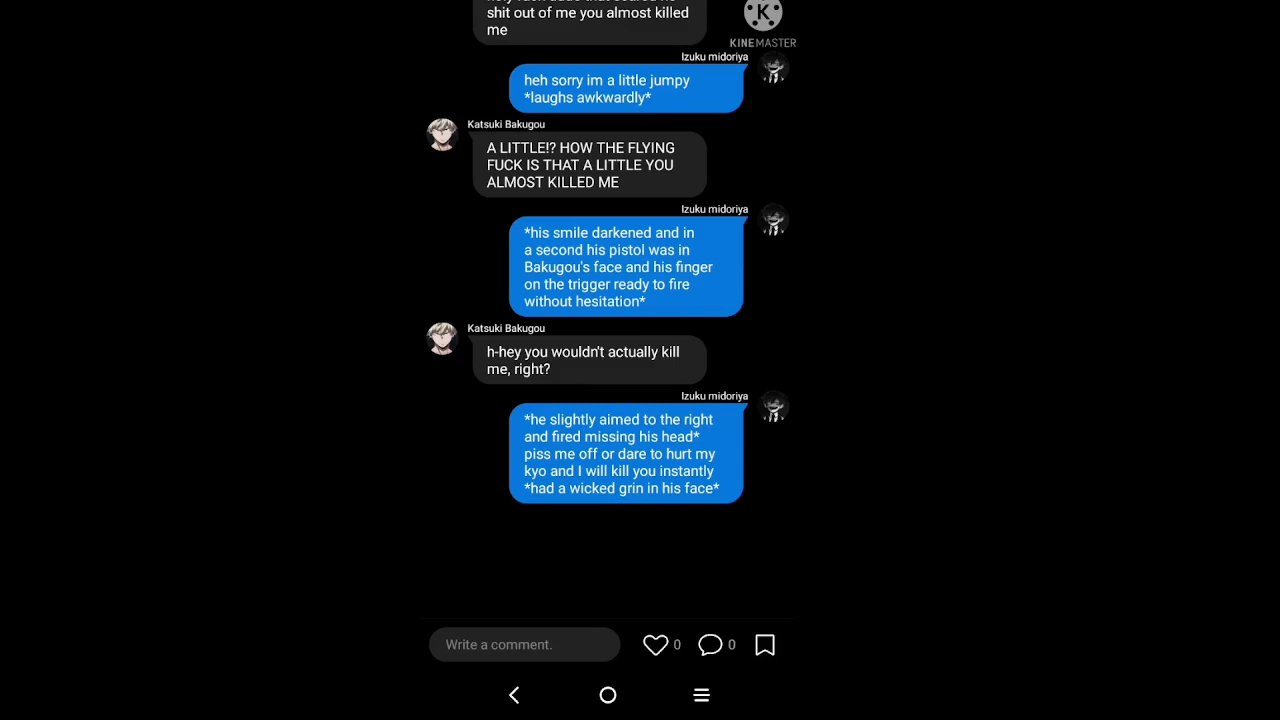 shit out of me you almost killed
me
KINEMASTER
Izuku midoriya
heh sorry im a little jumpy
*laughs awkwardly*
Katsuki Bakugou
A LITTLE!? HOW THE FLYING
FUCK IS THAT A LITTLE YOU
ALMOST KILLED ME
Izuku midoriya
*his smile darkened and in
a second his pistol was in
Bakugou's face and his finger
on the trigger ready to fire
without hesitation*
Katsuki Bakugou
h-hey you wouldn't actually kill
me, right?
Izuku midoriya
*he slightly aimed to the right
and fired missing his head*
piss me off or dare to hurt my
kyo and I will kill you instantly
*had a wicked grin in his face*
Write a comment.
0
0